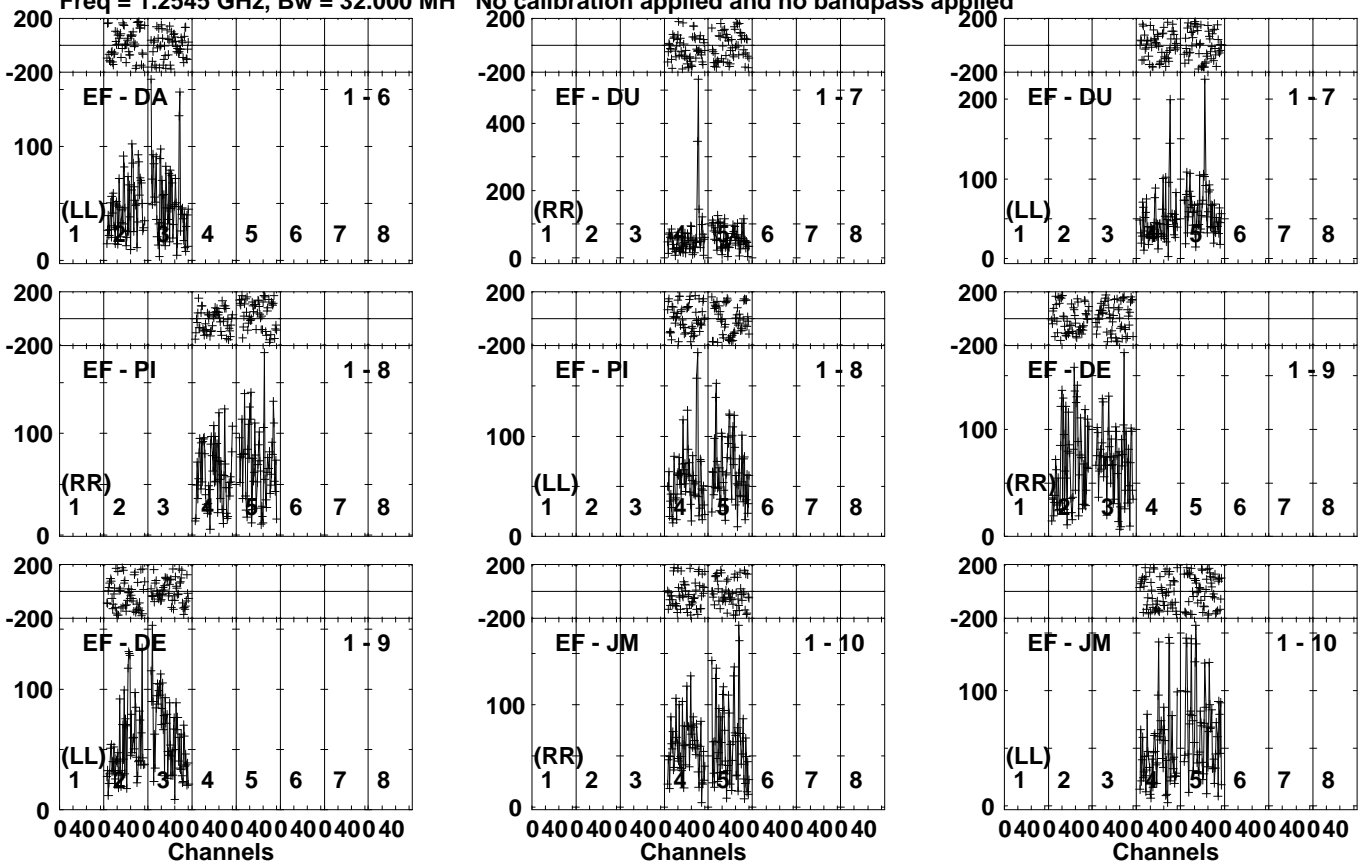 Freq = 1.2545 GHz, Bw = 32.000 MH No calibration applied and no bandpass applied
200 200 200
-200 -200 -200
EF - DA 1 - 6 EF - DU 1 - 7 EF - DU 1 - 7
200
400
100 200 100
(LL) (RR) (LL)
1 2 3 4 5 6 7 8 1 2 3 4 5 6 7 8 1 2 3 4 5 6 7 8
0 0 0
200 200 200
-200 -200 -200
EF - PI 1 - 8 EF - PI 1 - 8 EF - DE 1 - 9
100 100 100
(RR) (LL) (RR)
1 2 3 4 5 6 7 8 1 2 3 4 5 6 7 8 1 2 3 4 5 6 7 8
0 0 0
200 200 200
-200 -200 -200
EF - DE 1 - 9 EF - JM 1 - 10 EF - JM 1 - 10
100 100 100
(LL) (RR) (LL)
1 2 3 4 5 6 7 8 1 2 3 4 5 6 7 8 1 2 3 4 5 6 7 8
0 0 0
0 40 0 40 0 40 0 40 0 40 0 40 0 40 0 40 0 40 0 40 0 40 0 40 0 40 0 40 0 40 0 40 0 40 0 40 0 40 0 40 0 40 0 40 0 40 0 40
Channels Channels Channels